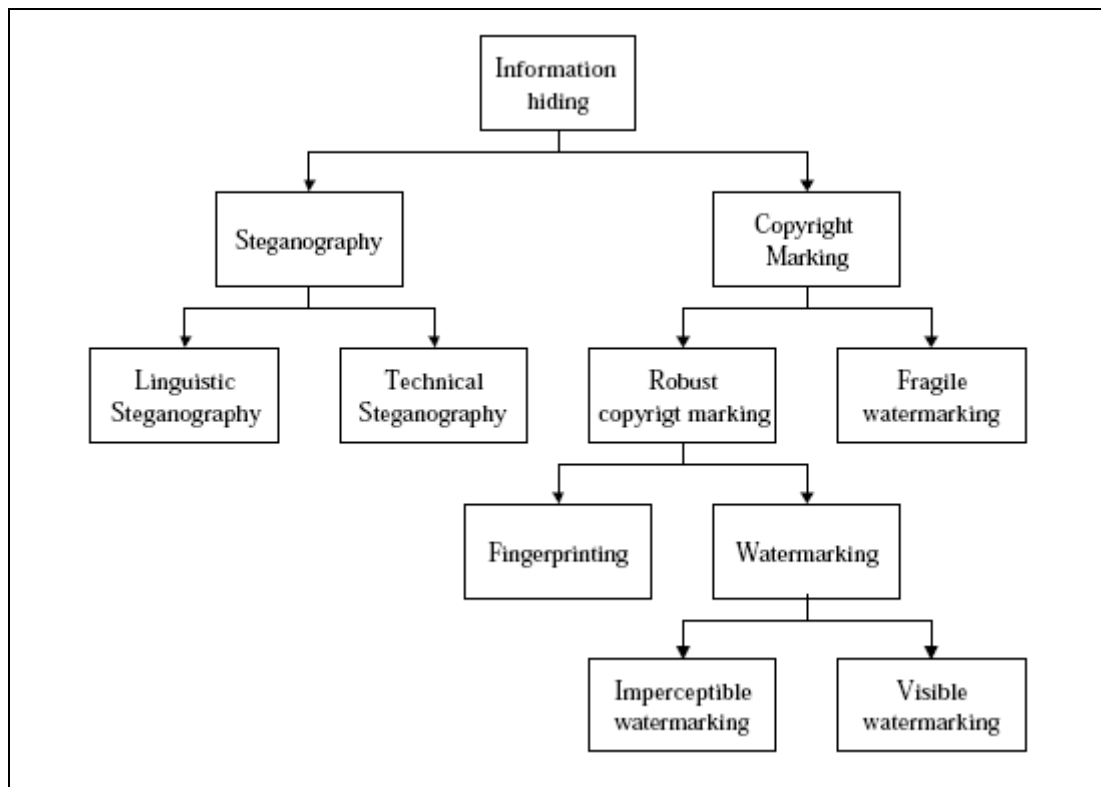 Information
hiding
Steganography
Copyright
Marking
Linguistic
Steganography
Technical
Steganography
Robust
copyrigt marking
Fragile
watermarking
Fingerprinting
Watermarking
Imperceptible
watermarking
Visible
watermarking